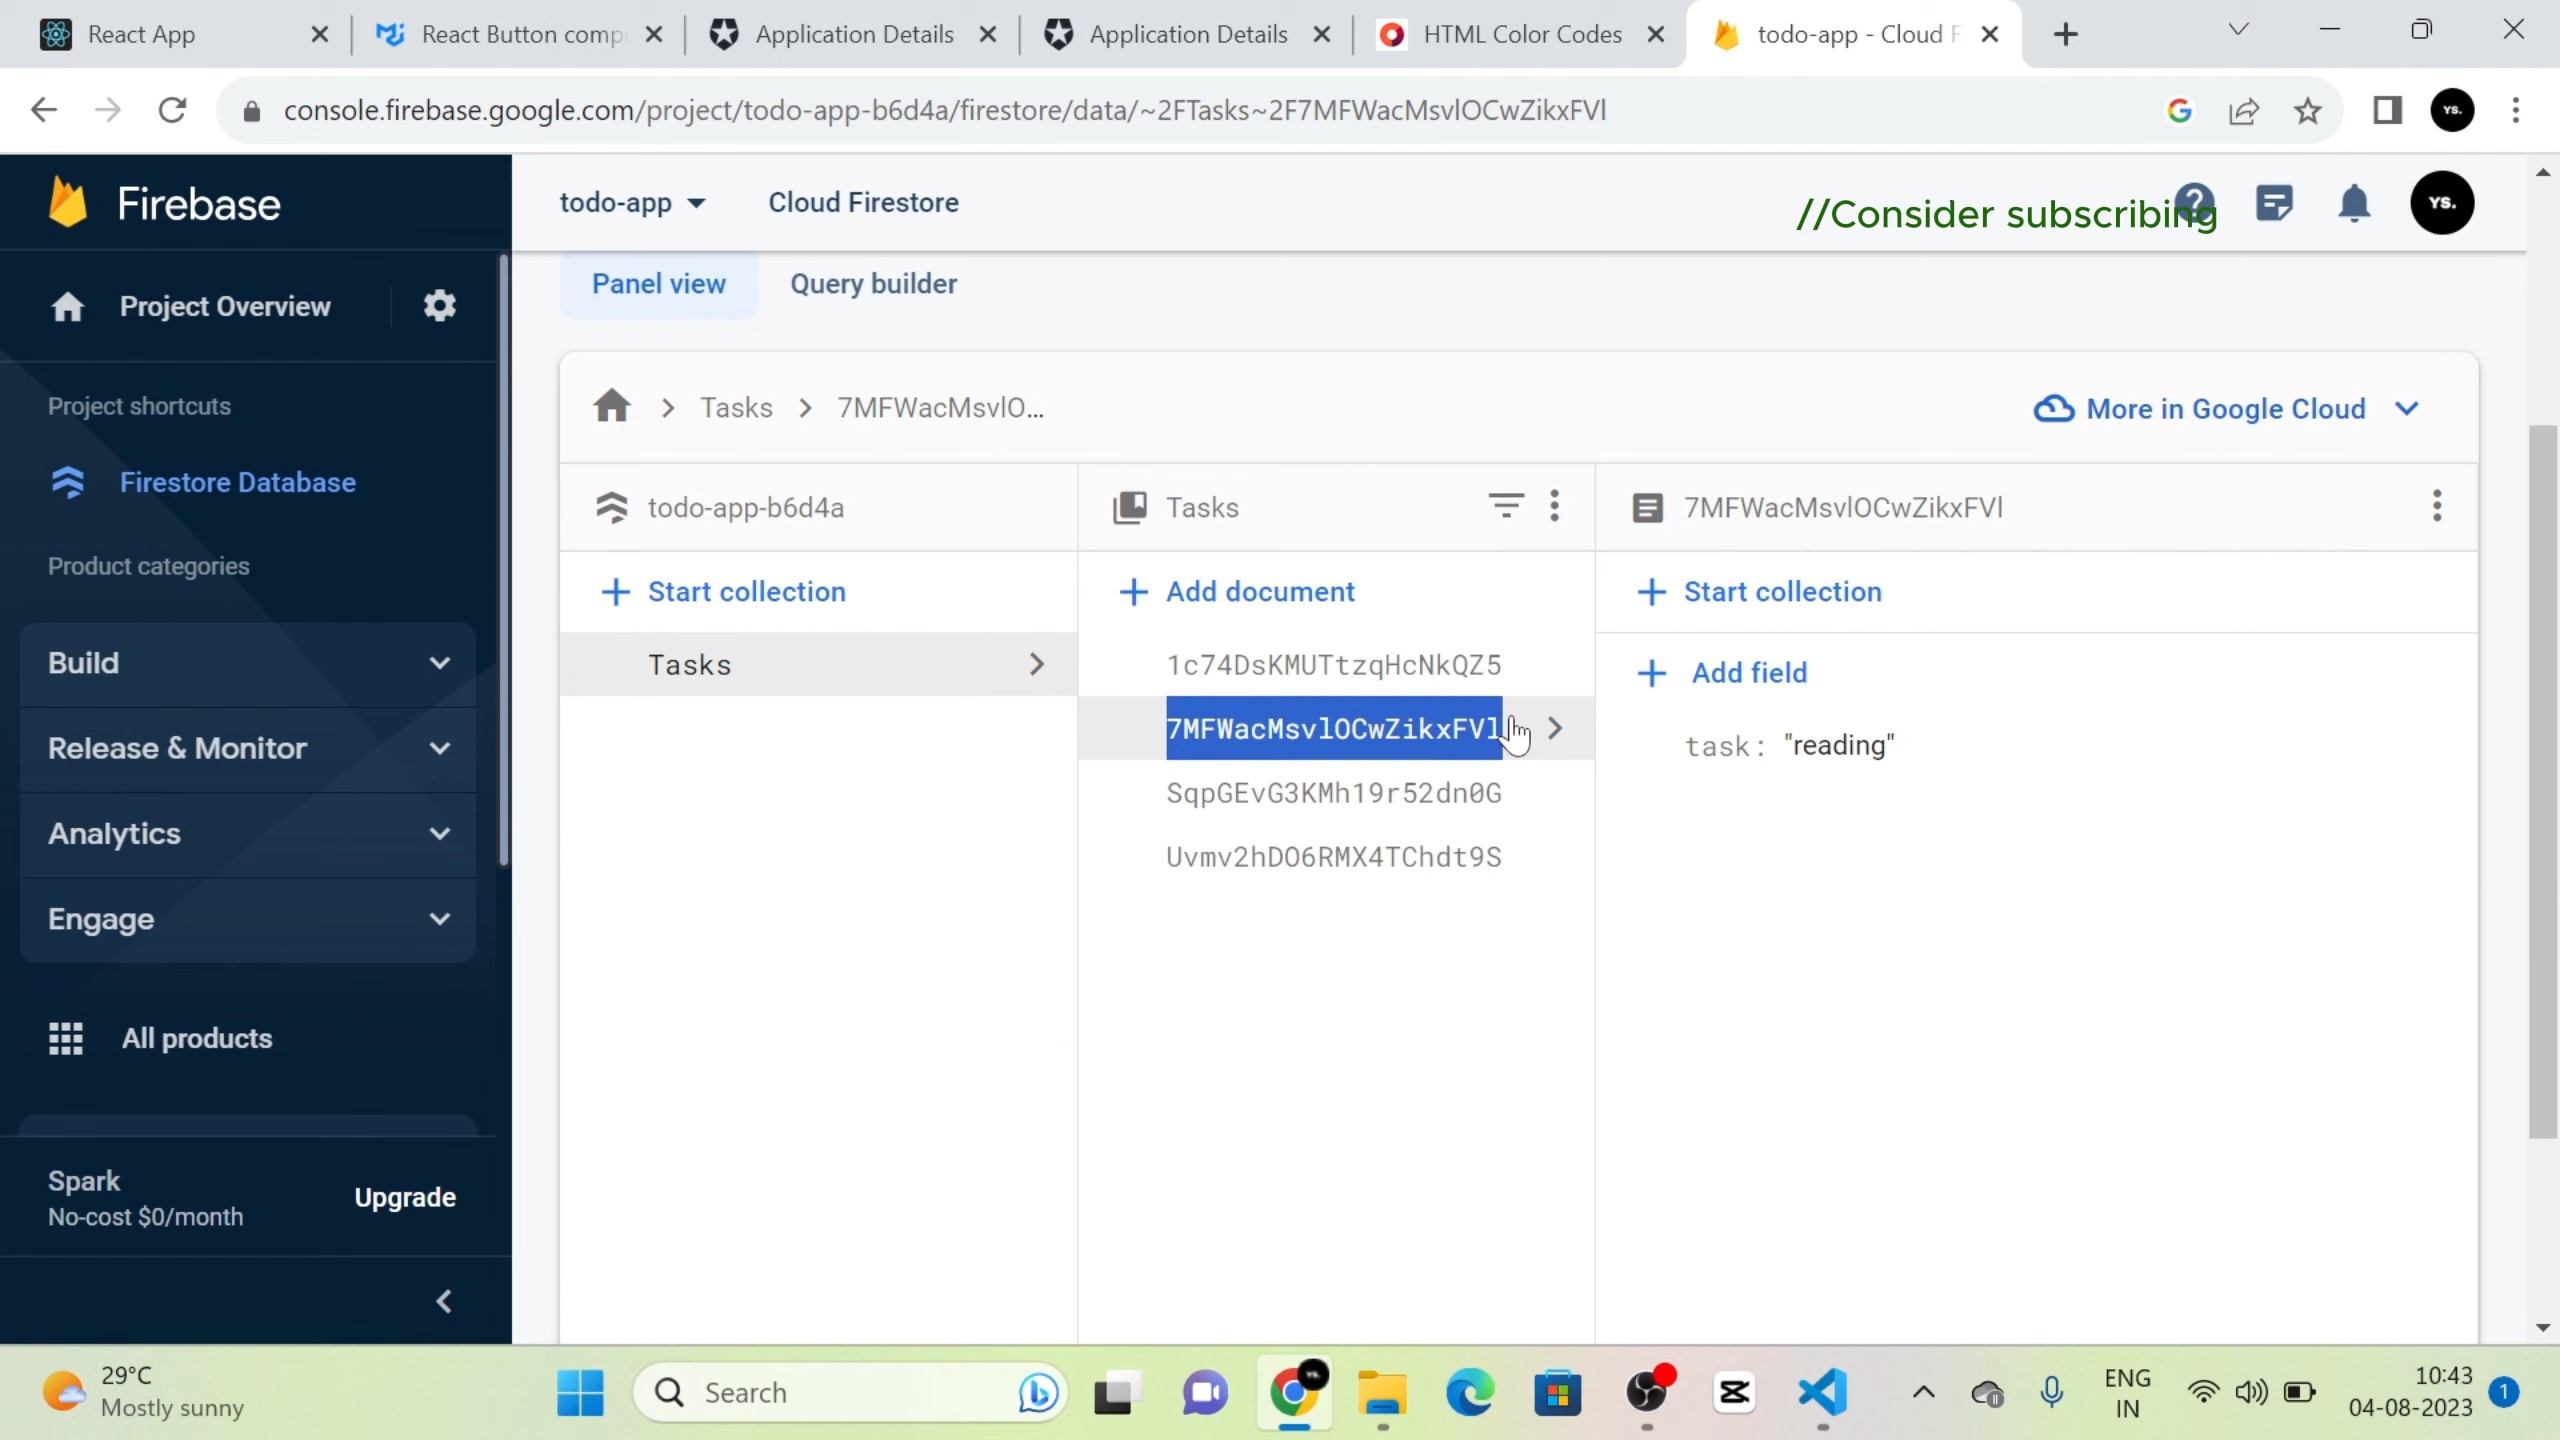 React App
React Button comp
Application Details
Application Details
HTML Color Codes
todo-app - Cloud F
console.firebase.google.com/project/todo-app-b6d4a/firestore/data/~2FTasks~2F7MFWacMsvlOCwZikxFVl
YS.
Firebase
todo-app
Cloud Firestore
//Consider subscribing
YS.
Project Overview
Panel view
Query builder
Project shortcuts
Tasks
7MFWacMsvlO...
More in Google Cloud
Firestore Database
todo-app-b6d4a
Tasks
7MFWacMsvlOCwZikxFVl
Product categories
Start collection
Add document
Start collection
Build
Tasks
1c74DsKMUTtzqHcNkQZ5
Add field
7MFWacMsvlOCwZikxFVl
task: "reading"
Release & Monitor
SqpGEvG3KMh19r52dn0G
Analytics
Uvmv2hDO6RMX4TChdt9S
Engage
All products
Spark
No-cost $0/month
Upgrade
29°C
Mostly sunny
Search
ENG
IN
10:43
04-08-2023
1